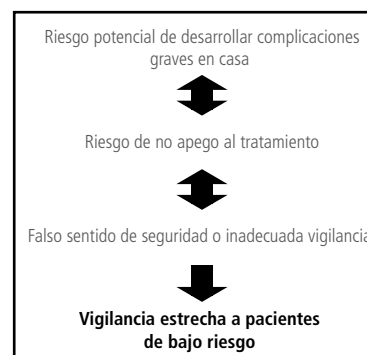 Riesgo potencial de desarrollar complicaciones
graves en casa
Riesgo de no apego al tratamiento
Falso sentido de seguridad o inadecuada vigilancia
Vigilancia estrecha a pacientes
de bajo riesgo